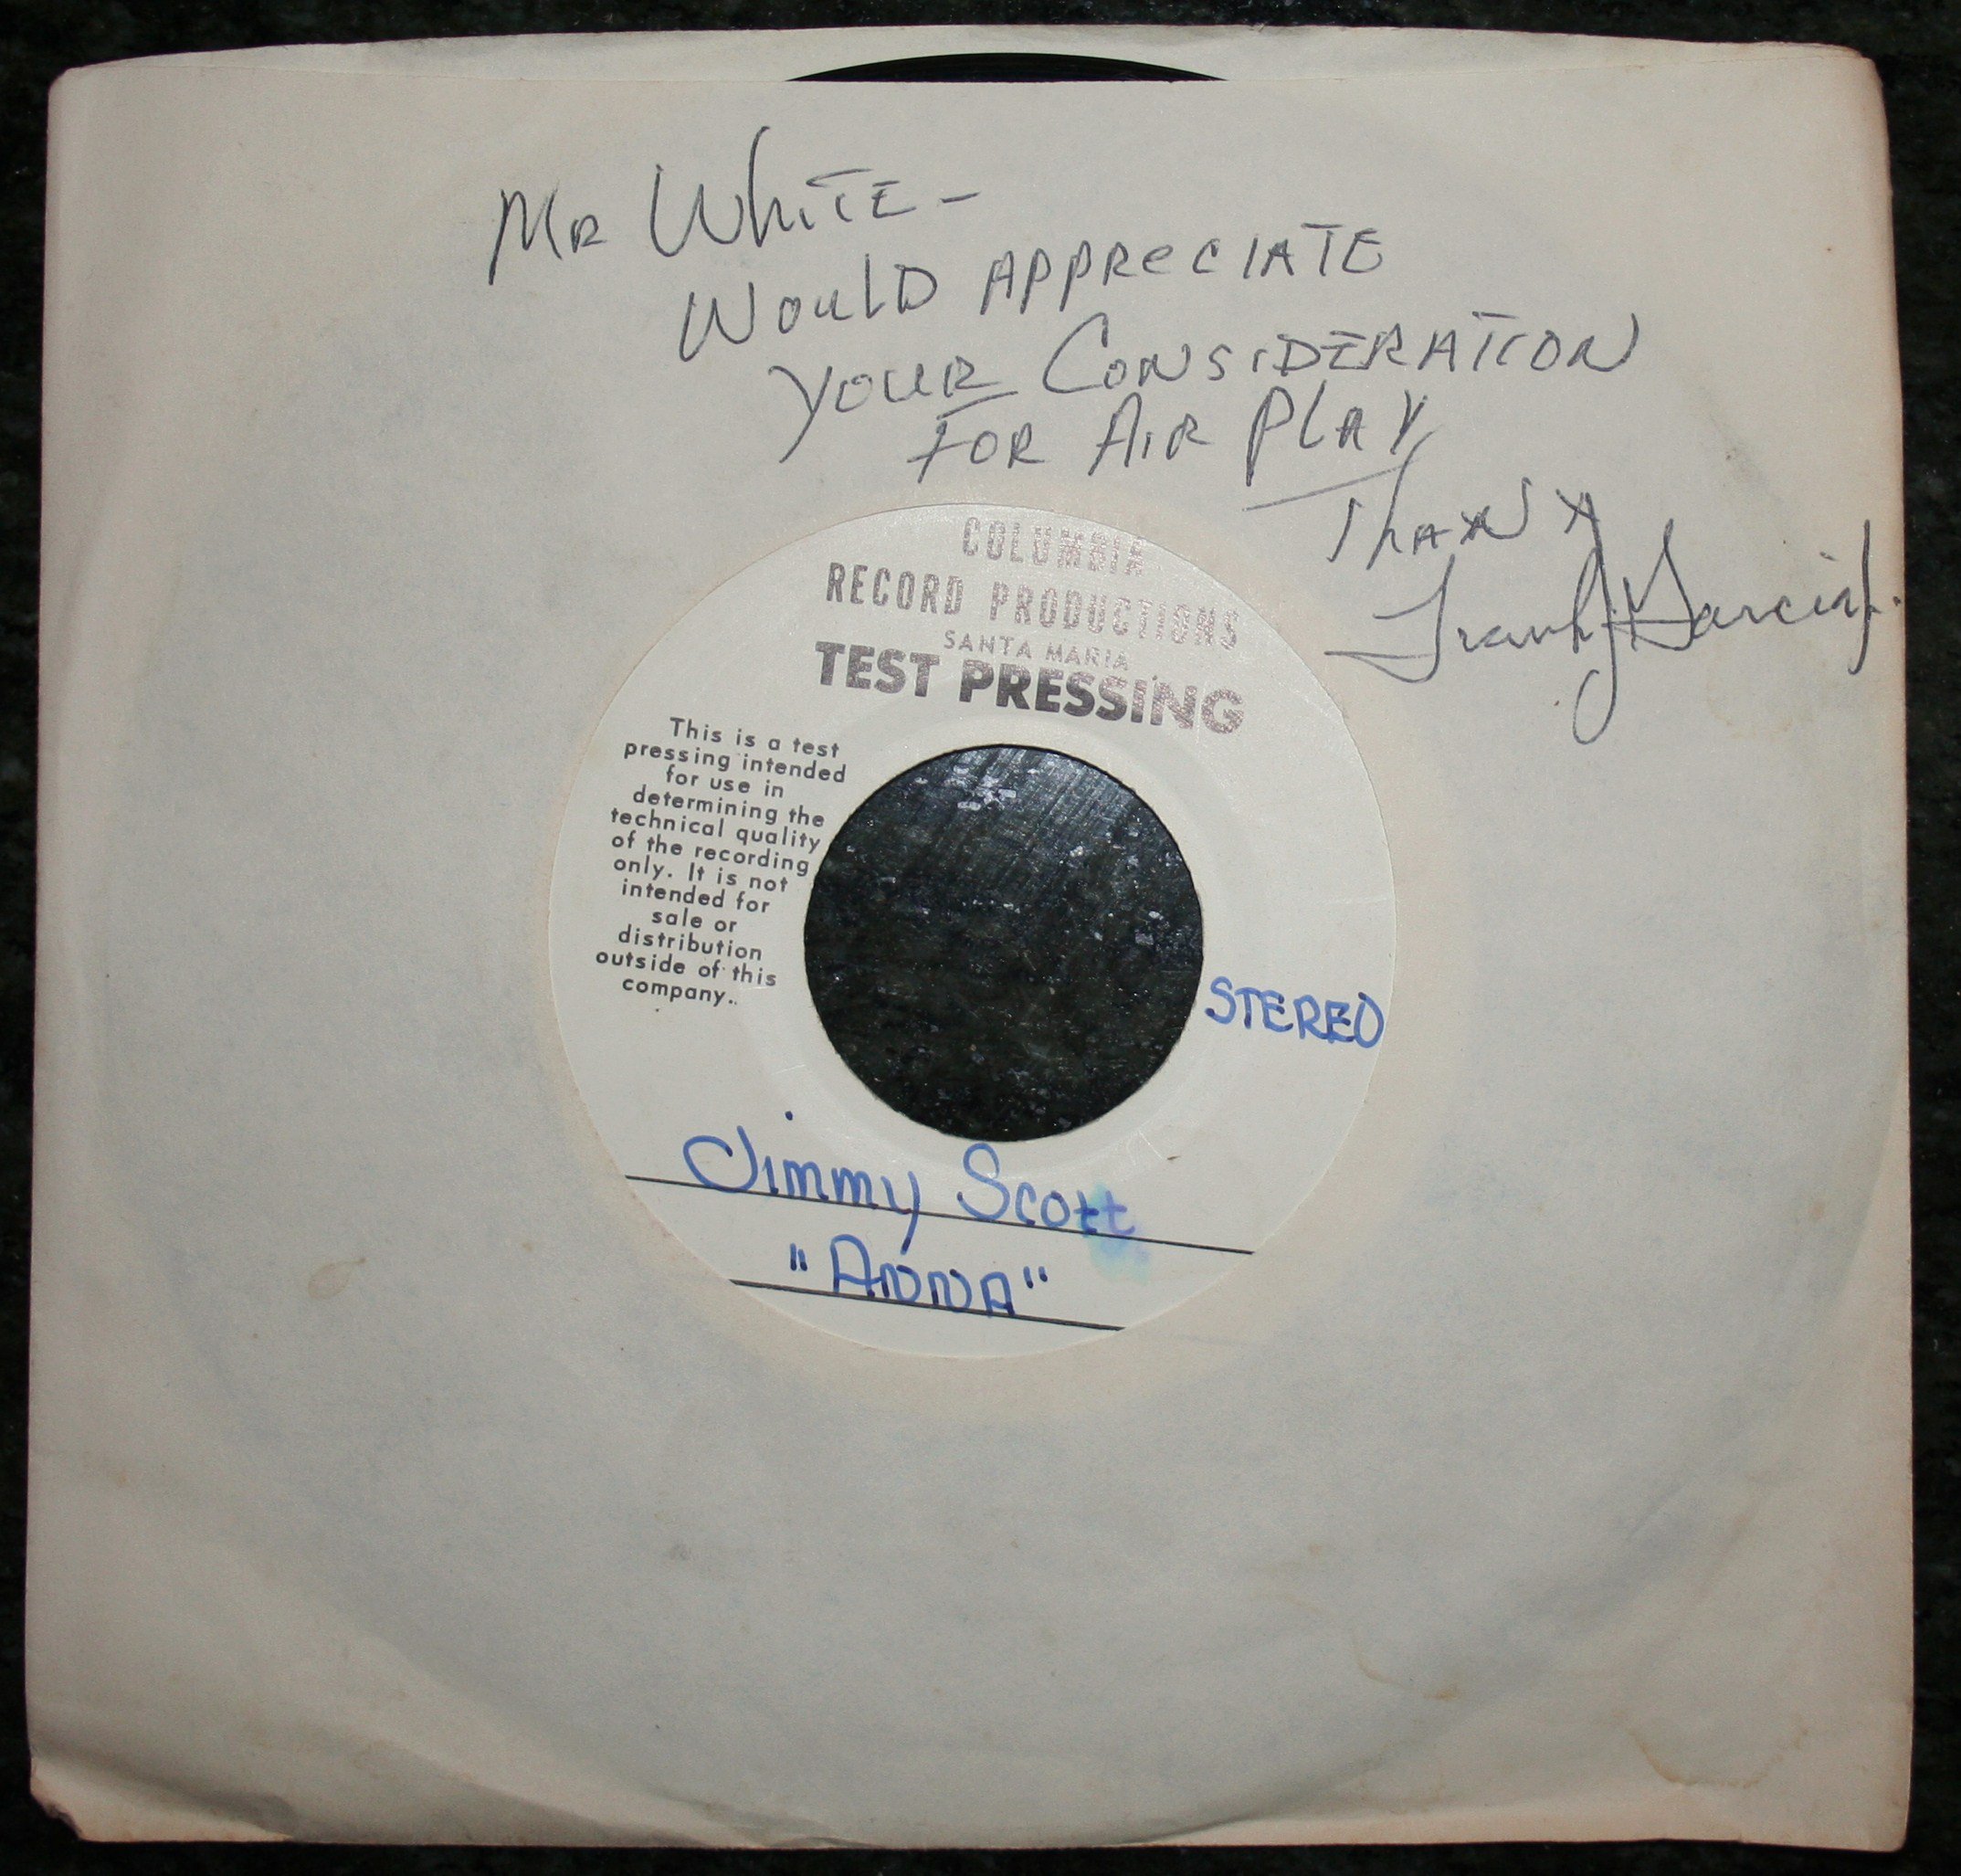 Mr White -
Would Appreciate
Your Consideration
For Air Play
Thanx
Frank J Garcia
COLUMBIA
RECORD PRODUCTIONS
SANTA MARIA
TEST PRESSING
This is a test
pressing intended
for use in
determining the
technical quality
of the recording
only. It is not
intended for
sale or
distribution
outside of this
company.
STEREO
Jimmy Scott
"Anna"